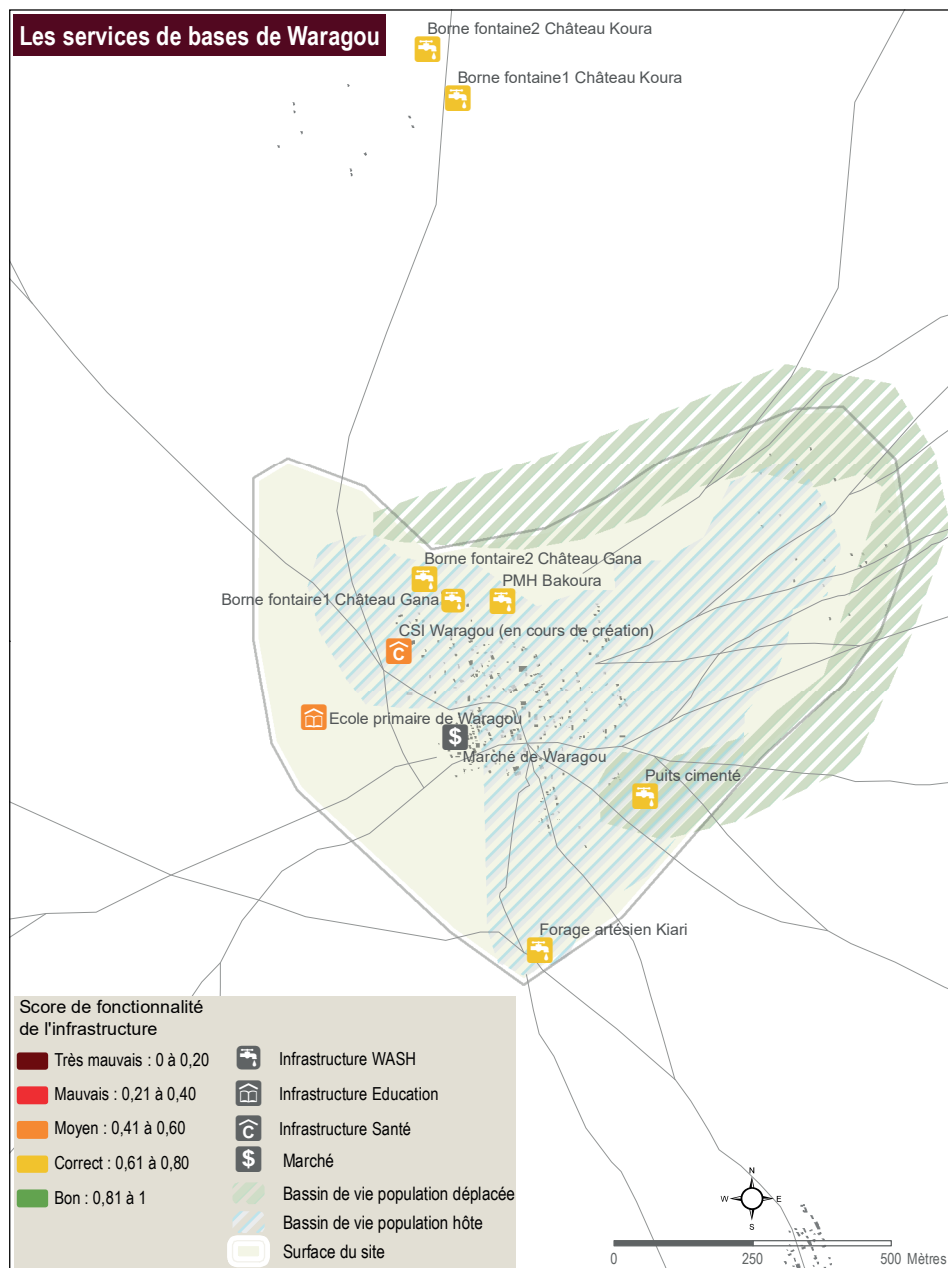 Les services de bases de Waragou
Borne fontaine2 Château Koura
Borne fontaine1 Château Koura
Borne fontaire2 Château Gana
PMH Bakoura
Borne fontaire1 Château Gana
CSI Waragou (en cours de création)
C
Ecole primaire de Waragou
$
Marché de Waragou
Puits cimenté
Forage artésien Kiari
Score de fonctionnalité
de l'infrastructure
Très mauvais : 0 à 0,20
Mauvais : 0,21 à 0,40
Moyen : 0,41 à 0,60
Correct : 0,61 à 0,80
Bon : 0,81 à 1
Infrastructure WASH
Infrastructure Education
C Infrastructure Santé
$ Marché
Bassin de vie population déplacée
Bassin de vie population hôte
Surface du site
N
W E
S
0 250 500 Mètres